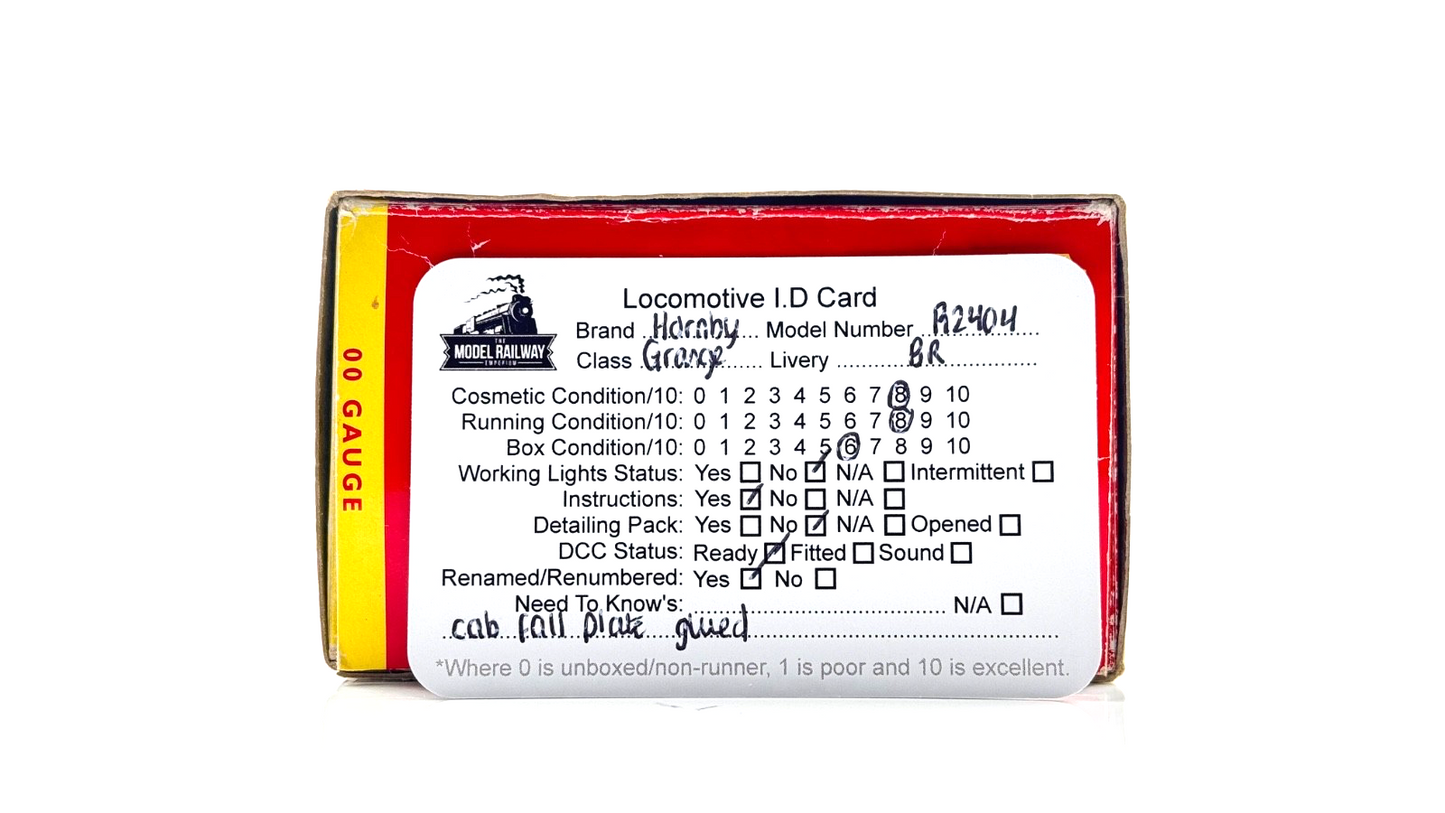 00 GAUGE
THE
MODEL RAILWAY
EMPORIUM
Locomotive I.D Card
Brand Hornby Model Number R2404
Class Grange Livery BR
Cosmetic Condition/10: 0 1 2 3 4 5 6 7 8 9 10
Running Condition/10: 0 1 2 3 4 5 6 7 8 9 10
Box Condition/10: 0 1 2 3 4 5 6 7 8 9 10
Working Lights Status: Yes ☐ No ☑ N/A ☐ Intermittent ☐
Instructions: Yes ☑ No ☐ N/A ☐
Detailing Pack: Yes ☐ No ☑ N/A ☐ Opened ☐
DCC Status: Ready ☑ Fitted ☐ Sound ☐
Renamed/Renumbered: Yes ☑ No ☐
Need To Know's: ........................................ N/A ☐
cab fall plate glued
*Where 0 is unboxed/non-runner, 1 is poor and 10 is excellent.